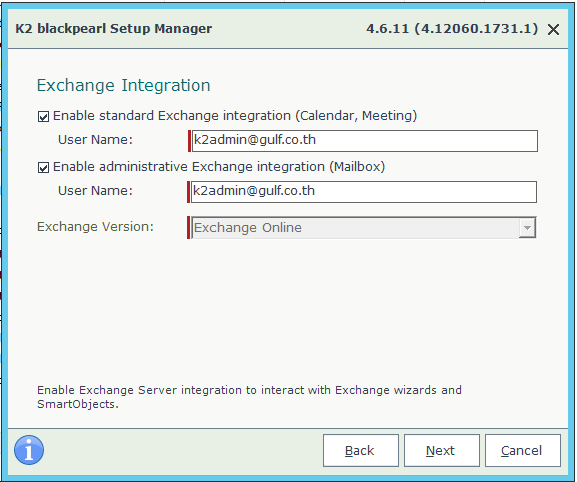 K2 blackpearl Setup Manager 4.6.11 (4.12060.1731.1)
Exchange Integration
Enable standard Exchange integration (Calendar, Meeting)
User Name: k2admin@gulf.co.th
Enable administrative Exchange integration (Mailbox)
User Name: k2admin@gulf.co.th
Exchange Version: Exchange Online
Enable Exchange Server integration to interact with Exchange wizards and
SmartObjects.
Back Next Cancel